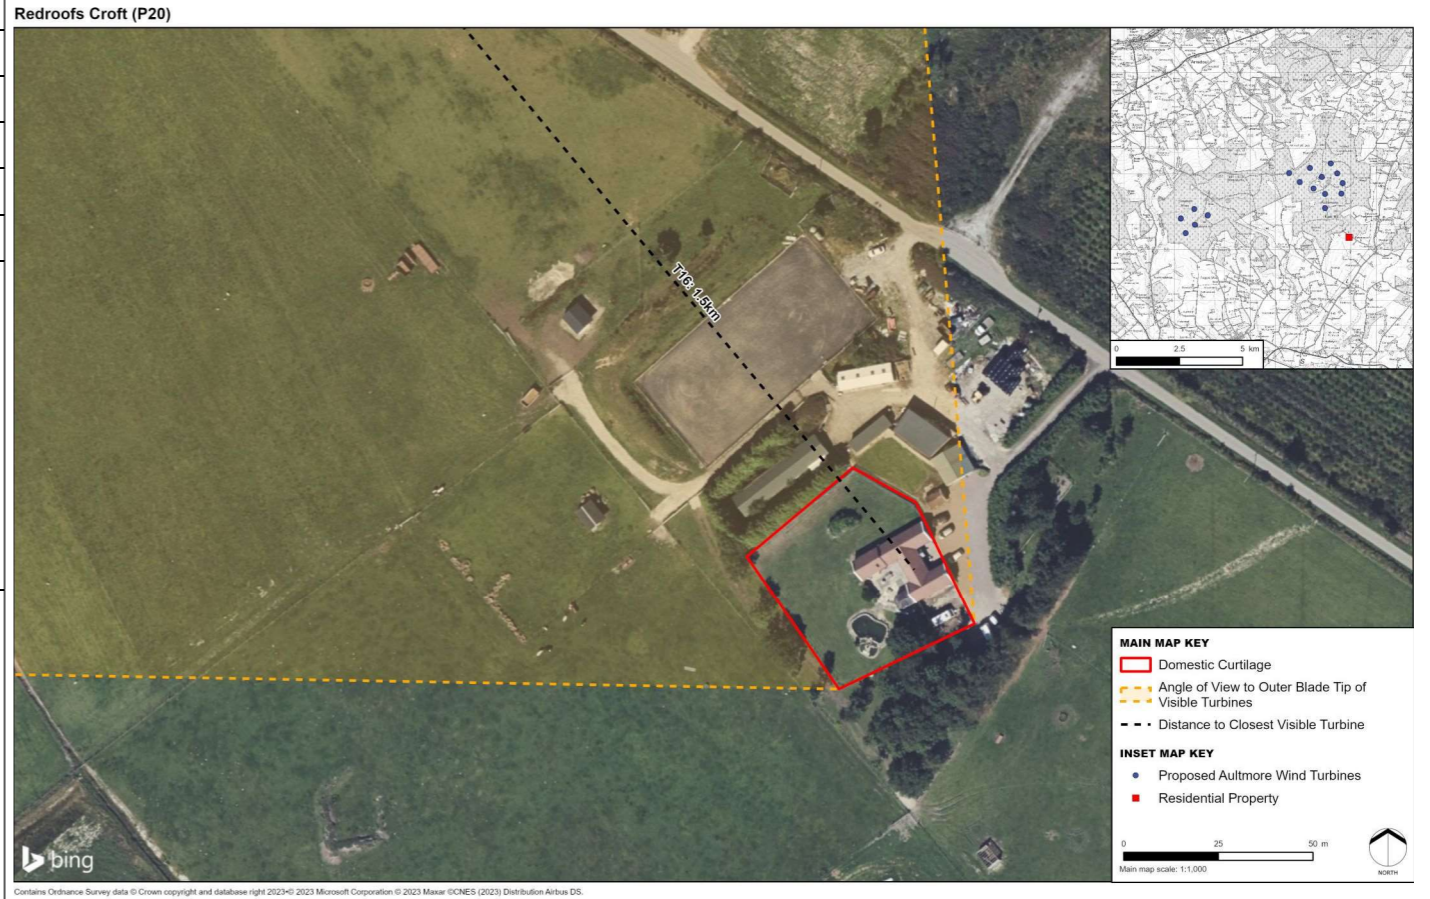 Redroofs Croft (P20)
T16: 1.5km
0 2.5 5 km
MAIN MAP KEY
Domestic Curtilage
Angle of View to Outer Blade Tip of
Visible Turbines
Distance to Closest Visible Turbine
INSET MAP KEY
Proposed Aultmore Wind Turbines
Residential Property
0 25 50 m
Main map scale: 1:1,000
NORTH
bing
Contains Ordnance Survey data © Crown copyright and database right 2023•© 2023 Microsoft Corporation © 2023 Maxar ©CNES (2023) Distribution Airbus DS.